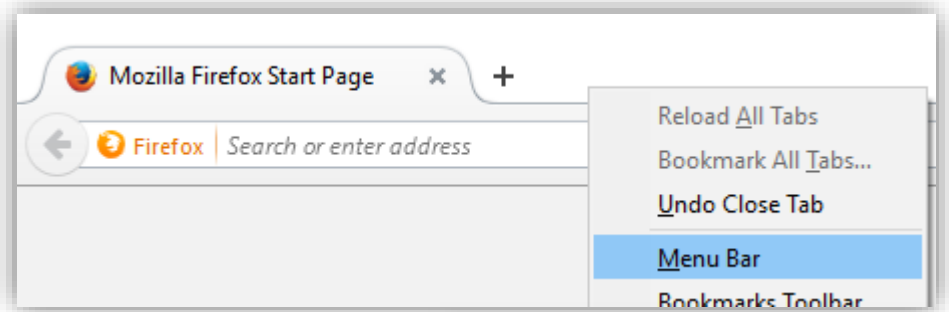 Mozilla Firefox Start Page
Firefox Search or enter address
Reload All Tabs
Bookmark All Tabs...
Undo Close Tab
Menu Bar
Bookmarks Toolbar